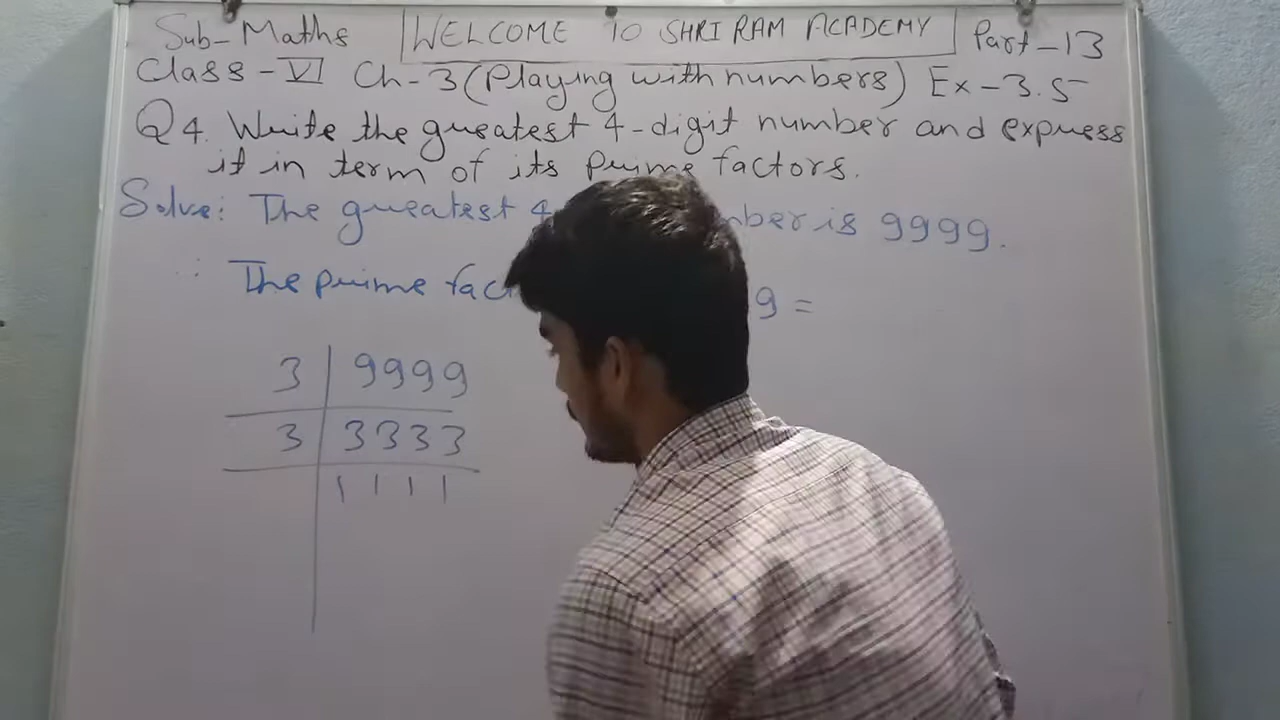 Sub-Maths WELCOME TO SHRI RAM ACADEMY Part-13
Class-VI Ch-3 (Playing with numbers) Ex-3.5
Q4. Write the greatest 4-digit number and express
it in term of its prime factors.
Solve: The greatest 4 mber is 9999.
∴ The prime fac 9 =
3 | 9999
3 | 3333
1111